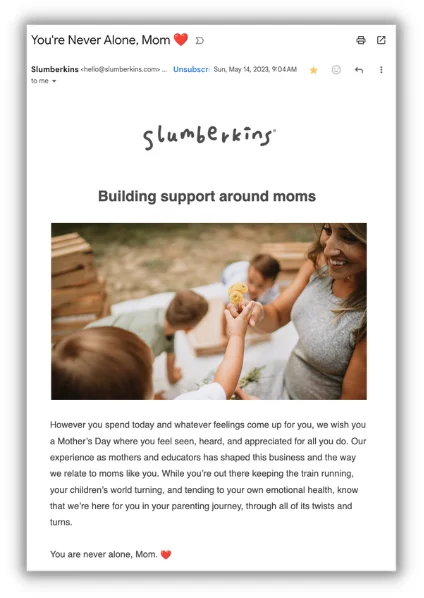 You're Never Alone, Mom ❤️
Slumberkins <hello@slumberkins.com> ... Unsubscr Sun, May 14, 2023, 9:04 AM
to me
slumberkins
Building support around moms
However you spend today and whatever feelings come up for you, we wish you
a Mother's Day where you feel seen, heard, and appreciated for all you do. Our
experience as mothers and educators has shaped this business and the way
we relate to moms like you. While you're out there keeping the train running,
your children's world turning, and tending to your own emotional health, know
that we're here for you in your parenting journey, through all of its twists and
turns.
You are never alone, Mom. ❤️